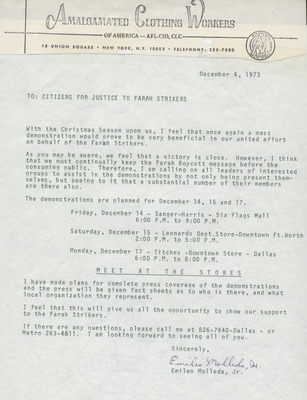 AMALGAMATED CLOTHING WORKERS
OF AMERICA — AFL-CIO, CLC
15 UNION SQUARE • NEW YORK, N.Y. 10003 • TELEPHONE: 255-7800
December 4, 1973
TO: CITIZENS FOR JUSTICE TO FARAH STRIKERS
With the Christmas Season upon us, I feel that once again a mass
demonstration would prove to be very beneficial in our united effort
on behalf of the Farah Strikers.
As you may be aware, we feel that a victory is close. However, I think
that we must continually keep the Farah Boycott massage before the
consuming public. Therefore, I am calling on all leaders of interested
groups to assist in the demonstrations by not only being present them-
selves, but seeing to it that a substantial number of their members
are there also.
The demonstrations are planned for December 14, 15 and 17.
Friday, December 14 - Sanger-Harris - Six Flags Mall
6:00 P.M. to 9:00 P.M.
Saturday, December 15 - Leonards Dept.Store-Downtown Ft.Worth
2:00 P.M. to 5:00 P.M.
Monday, December 17 - Titches -Downtown Store - Dallas
6:00 P.M. to 8:00 P.M.
MEET AT THE STORES
I have made plans for complete press coverage of the demonstrations
and the press will be given fact sheets as to who is there, and what
local organization they represent.
I feel that this will give us all the opportunity to show our support
to the Farah Strikers.
If there are any questions, please call me at 826-7940-Dallas - or
Metro 263-4811. I am looking forward to seeing all of you.
Sincerely,
Emileo Molleda, Jr.
Emileo Molleda, Jr.